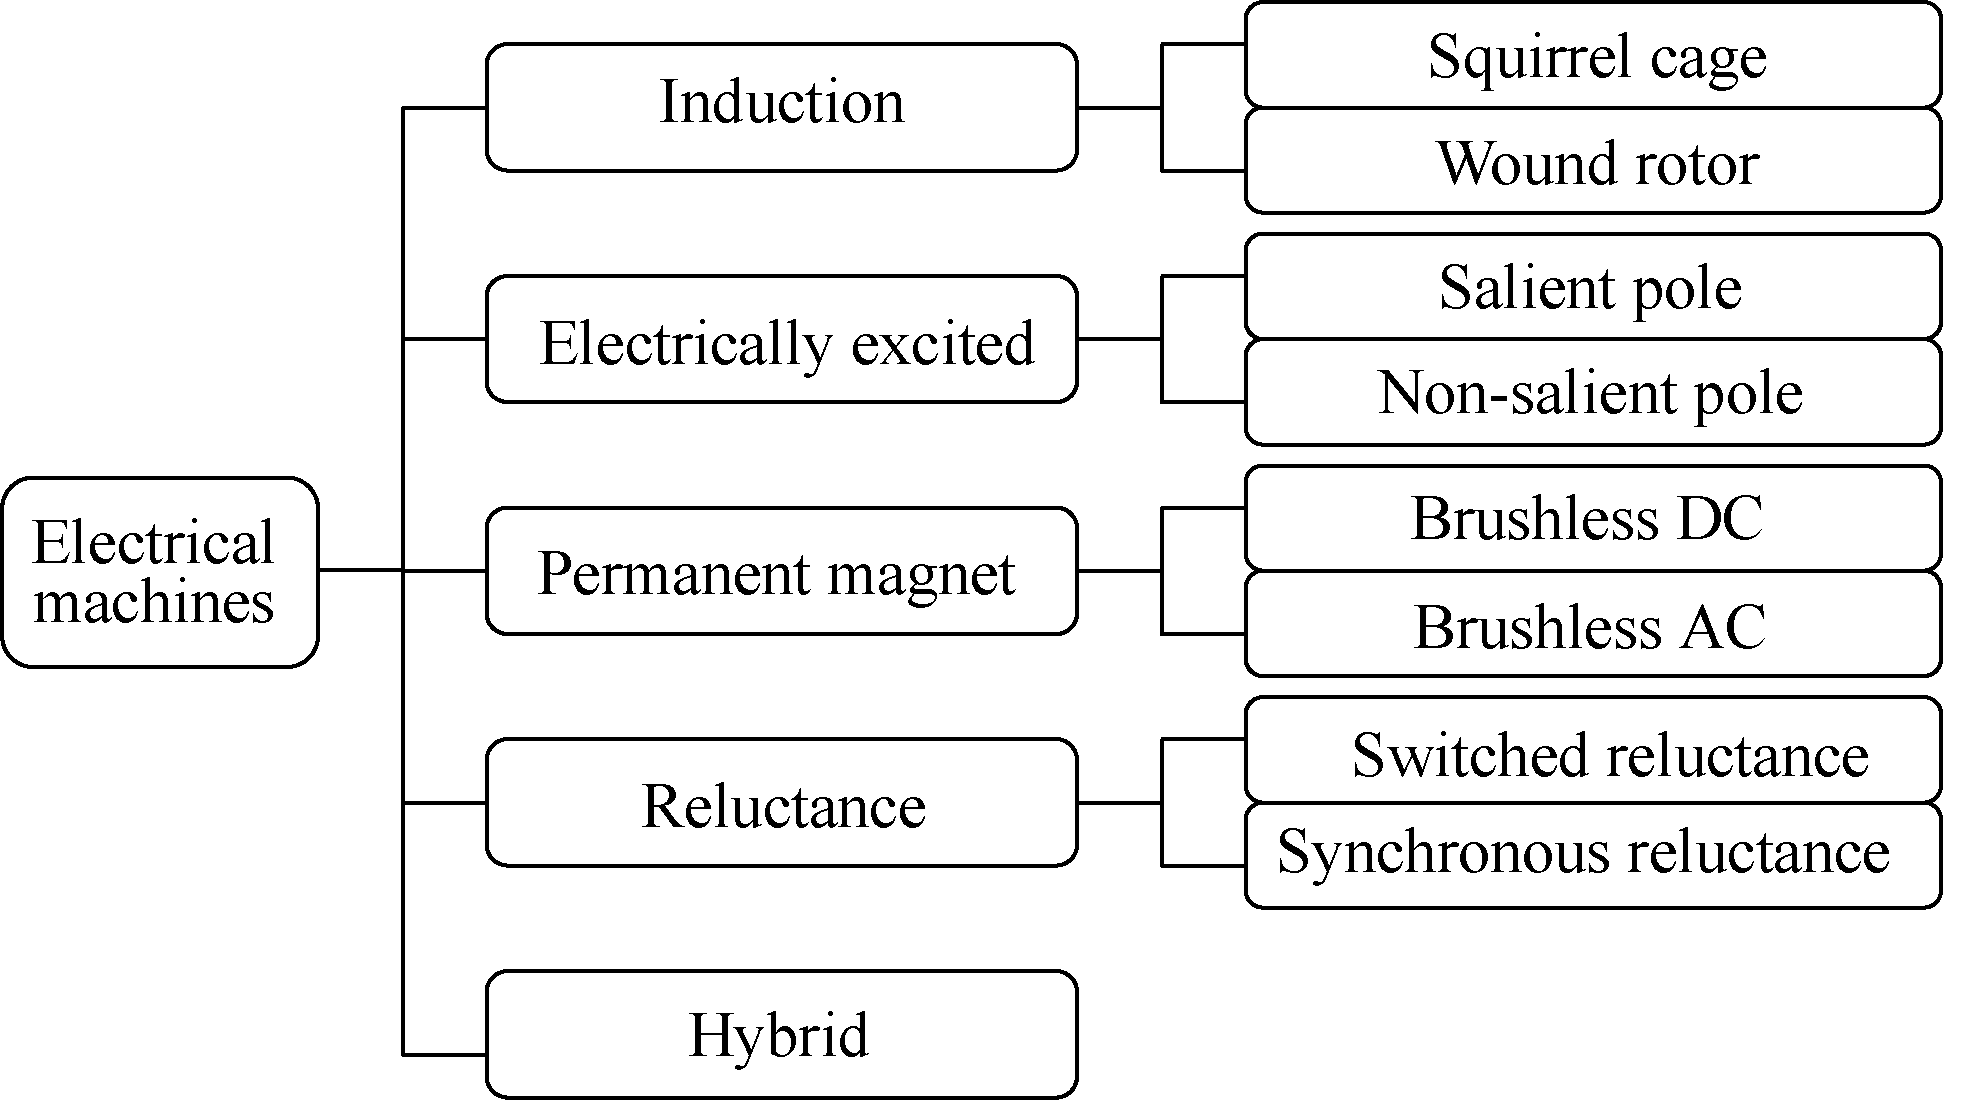 Electrical
machines
Induction
Squirrel cage
Wound rotor
Electrically excited
Salient pole
Non-salient pole
Permanent magnet
Brushless DC
Brushless AC
Reluctance
Switched reluctance
Synchronous reluctance
Hybrid